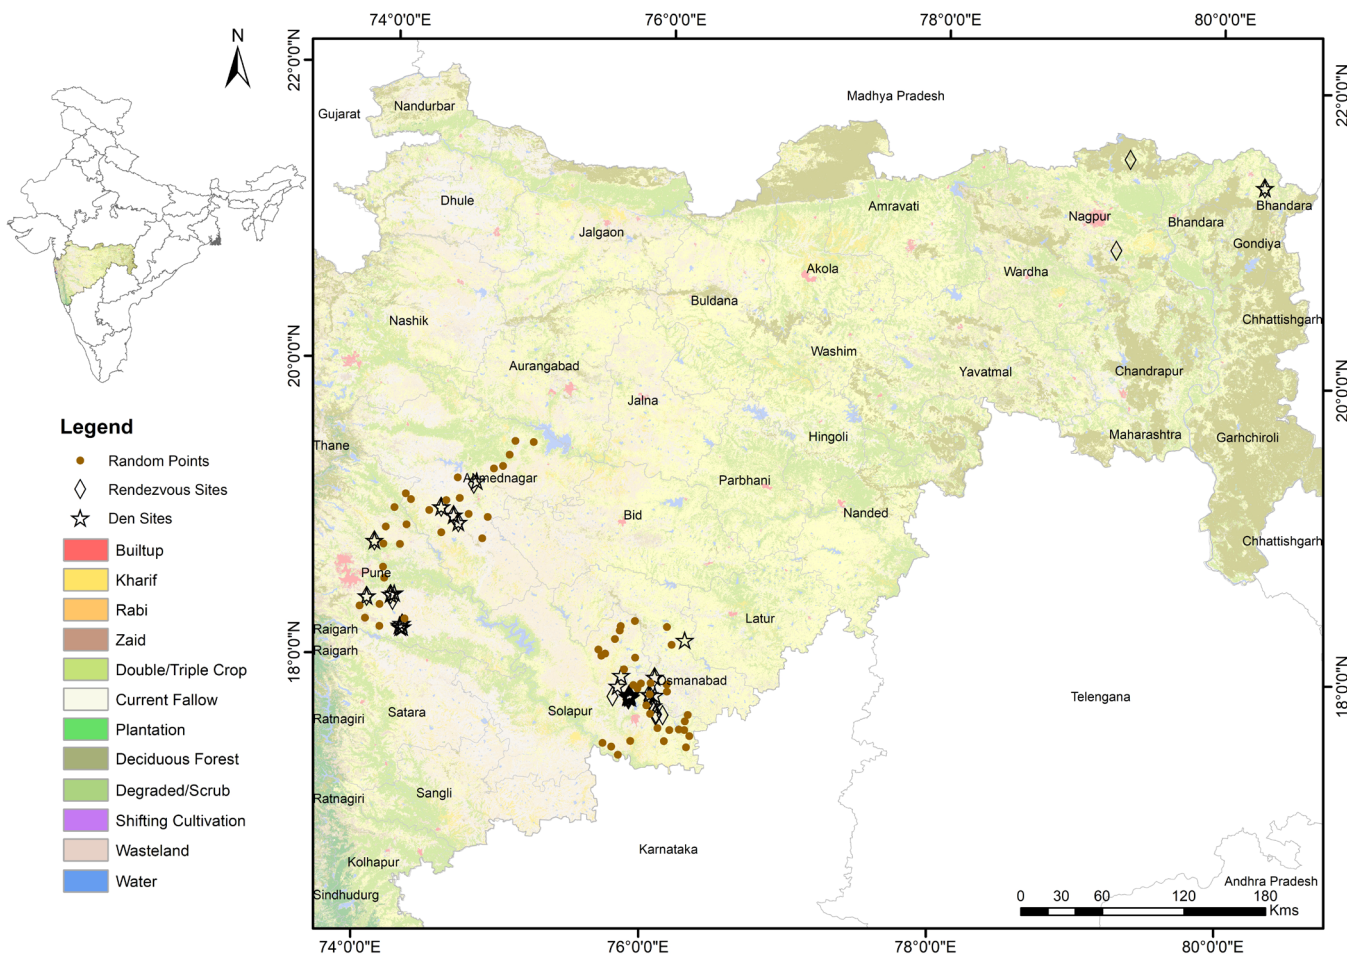 74°0'0"E
76°0'0"E
78°0'0"E
80°0'0"E
N
22°0'0"N
22°0'0"N
Madhya Pradesh
Gujarat
Nandurbar
Dhule
Amravati
Nagpur
Bhandara
Bhandara
Jalgaon
Gondiya
Akola
Wardha
Buldana
Nashik
Chhattishgarh
20°0'0"N
20°0'0"N
Washim
Aurangabad
Yavatmal
Chandrapur
Jalna
Legend
Thane
Hingoli
Maharashtra
Garhchiroli
Random Points
Rendezvous Sites
Den Sites
Ahmednagar
Parbhani
Bid
Nanded
Chhattishgarh
Builtup
Kharif
Rabi
Zaid
Double/Triple Crop
Current Fallow
Plantation
Deciduous Forest
Degraded/Scrub
Shifting Cultivation
Wasteland
Water
Pune
Latur
Raigarh
Raigarh
18°0'0"N
18°0'0"N
Osmanabad
Telengana
Satara
Solapur
Ratnagiri
Ratnagiri
Sangli
Karnataka
Kolhapur
Sindhudurg
Andhra Pradesh
0 30 60 120 180
Kms
74°0'0"E
76°0'0"E
78°0'0"E
80°0'0"E